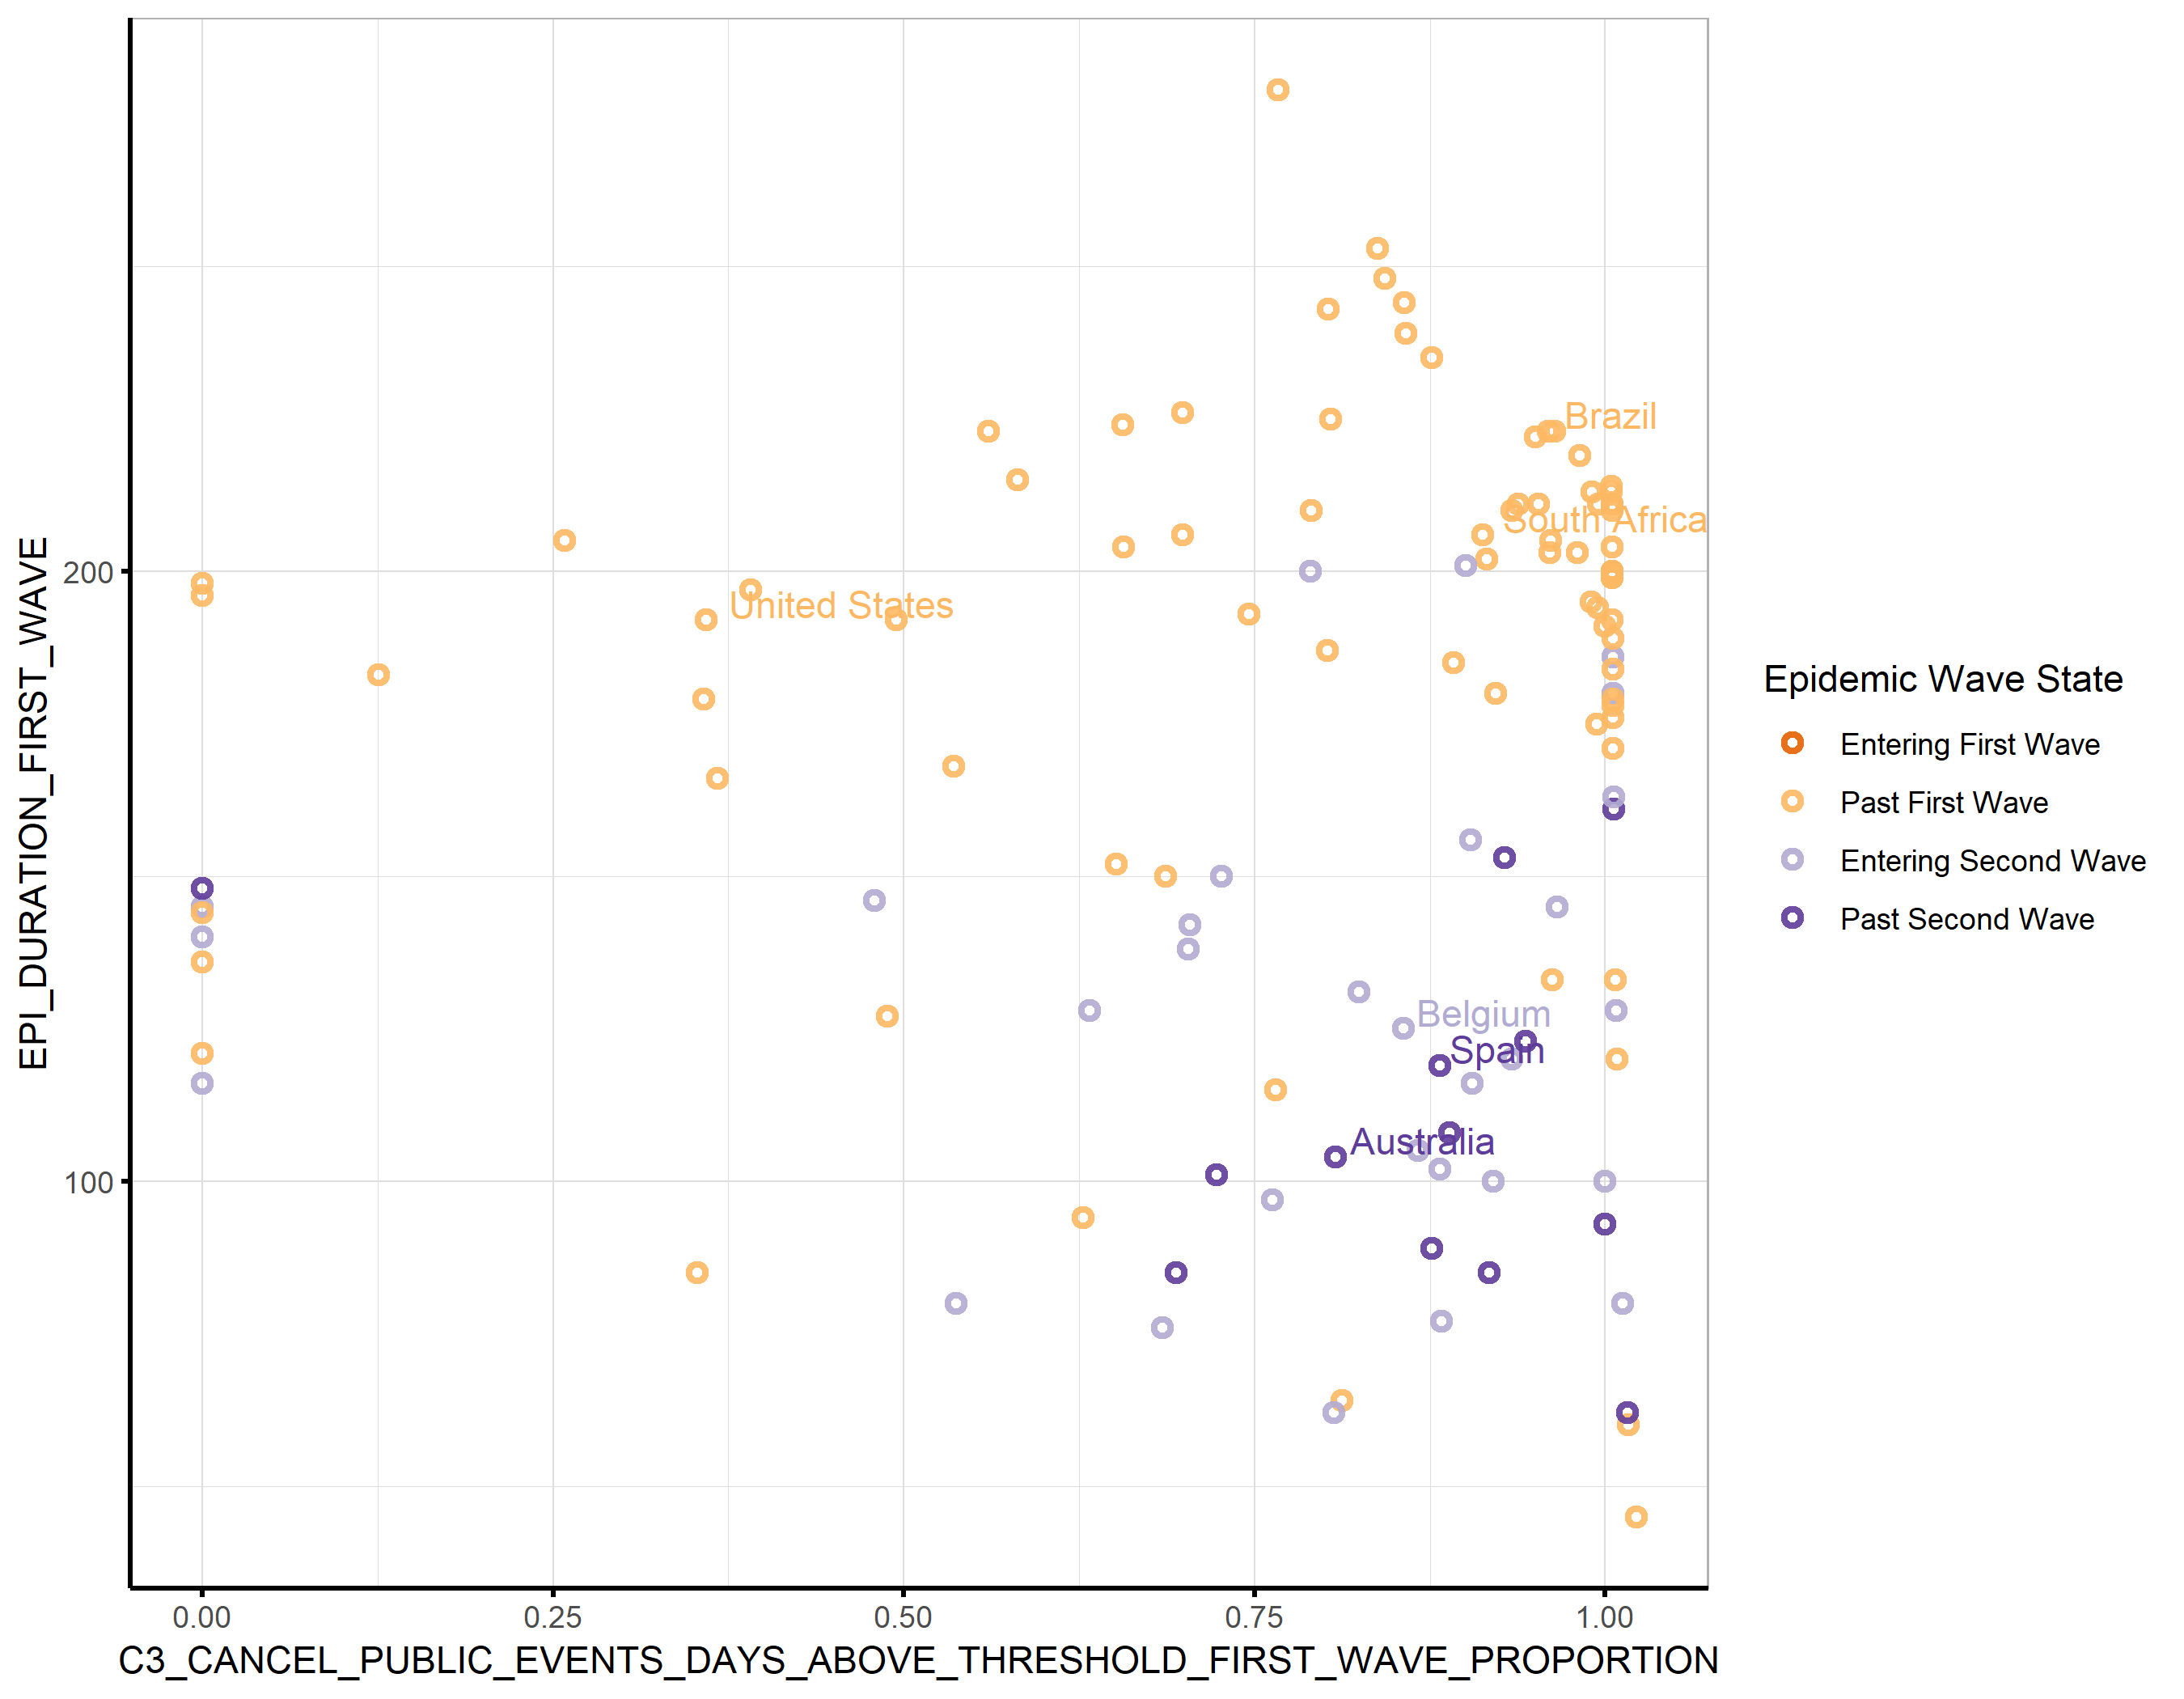 EPI_DURATION_FIRST_WAVE
200
100
Brazil
South Africa
United States
Belgium
Spain
Australia
0.00
0.25
0.50
0.75
1.00
C3_CANCEL_PUBLIC_EVENTS_DAYS_ABOVE_THRESHOLD_FIRST_WAVE_PROPORTION
Epidemic Wave State
Entering First Wave
Past First Wave
Entering Second Wave
Past Second Wave